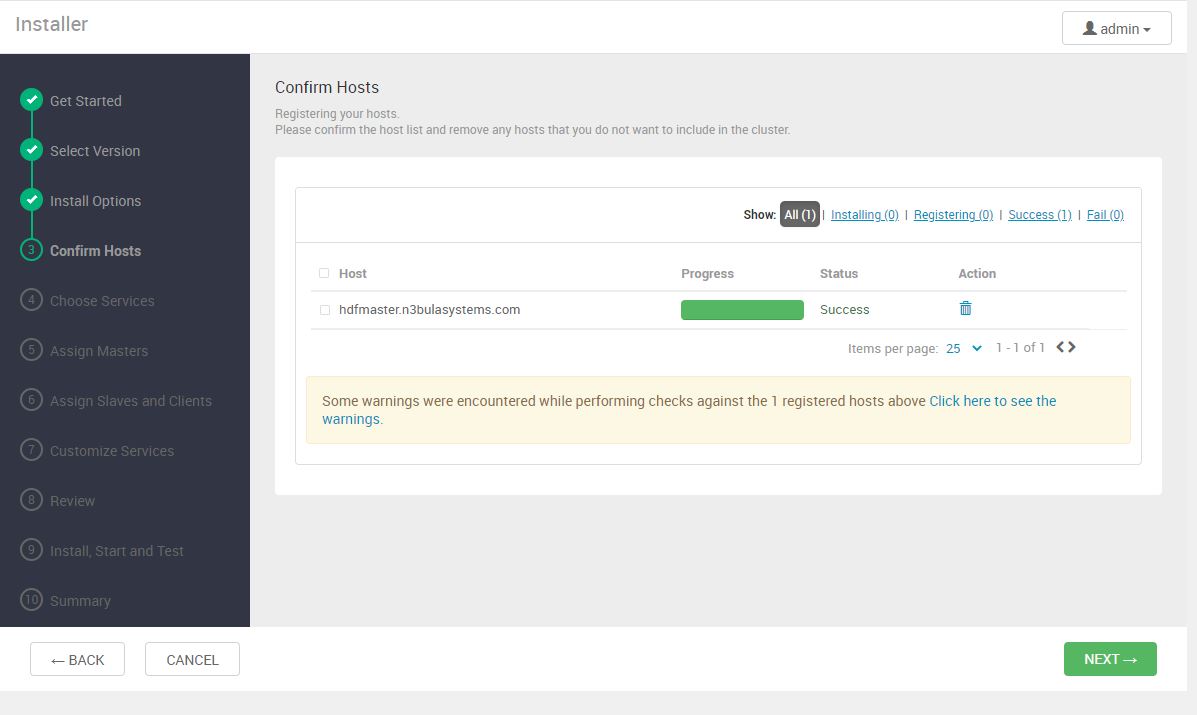 Installer
admin
Get Started
Select Version
Install Options
3 Confirm Hosts
4 Choose Services
5 Assign Masters
6 Assign Slaves and Clients
7 Customize Services
8 Review
9 Install, Start and Test
10 Summary
Confirm Hosts
Registering your hosts.
Please confirm the host list and remove any hosts that you do not want to include in the cluster.
Show: All (1) | Installing (0) | Registering (0) | Success (1) | Fail (0)
Host Progress Status Action
hdfmaster.n3bulasystems.com Success
Items per page: 25 1 - 1 of 1
Some warnings were encountered while performing checks against the 1 registered hosts above Click here to see the
warnings.
← BACK CANCEL NEXT →